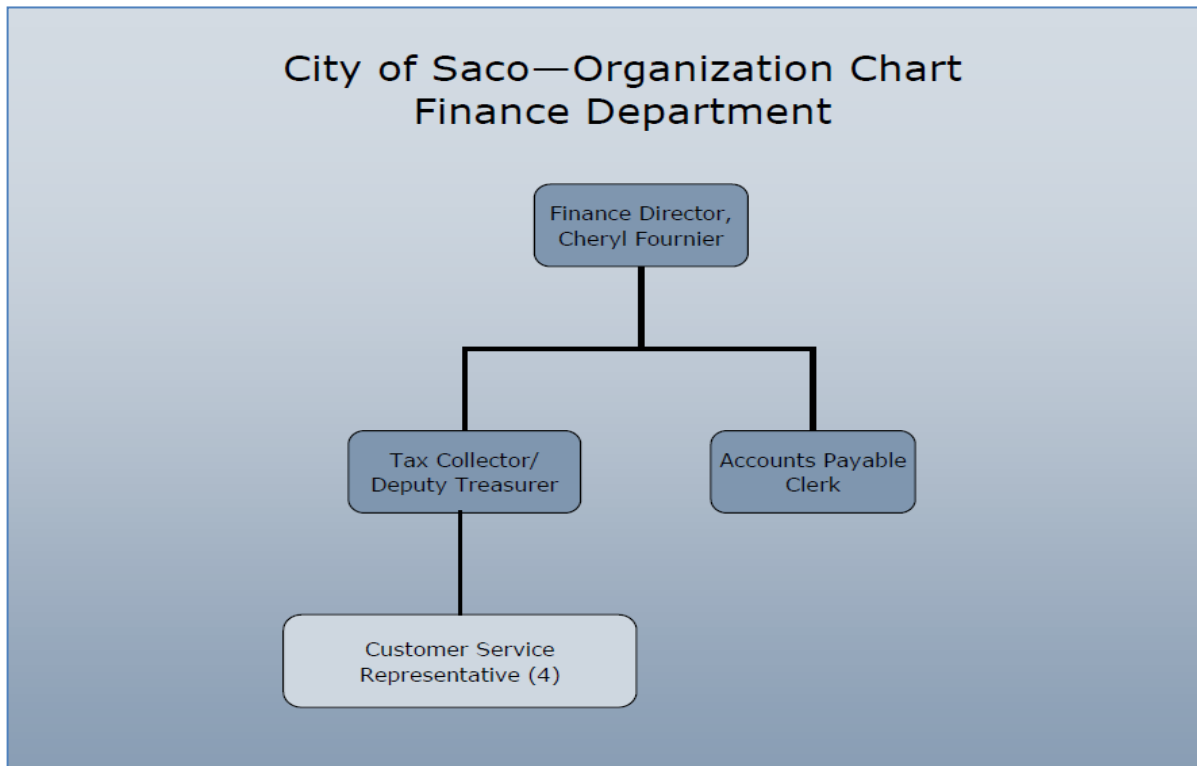 City of Saco—Organization Chart
Finance Department
Finance Director,
Cheryl Fournier
Tax Collector/
Deputy Treasurer
Accounts Payable
Clerk
Customer Service
Representative (4)